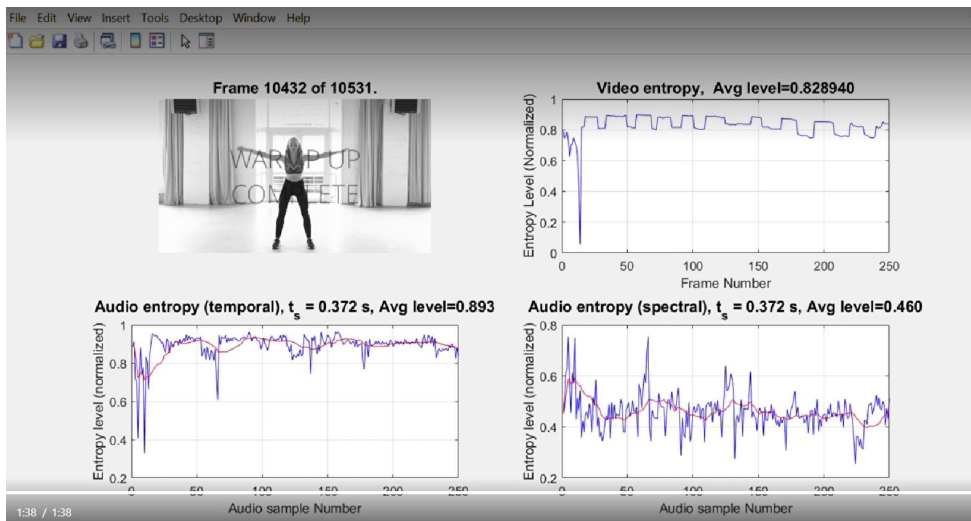 File Edit View Insert Tools Desktop Window Help
Frame 10432 of 10531.
WARM UP
COMPLETE
Video entropy, Avg level=0.828940
Entropy Level (Normalized)
1
0.8
0.6
0.4
0.2
0
0 50 100 150 200 250
Frame Number
Audio entropy (temporal), ts = 0.372 s, Avg level=0.893
Entropy level (normalized)
1
0.8
0.6
0.4
0.2
0 50 100 150 200 250
Audio sample Number
Audio entropy (spectral), ts = 0.372 s, Avg level=0.460
Entropy level (normalized)
0.8
0.6
0.4
0.2
0 50 100 150 200 250
Audio sample Number
1:38 / 1:38